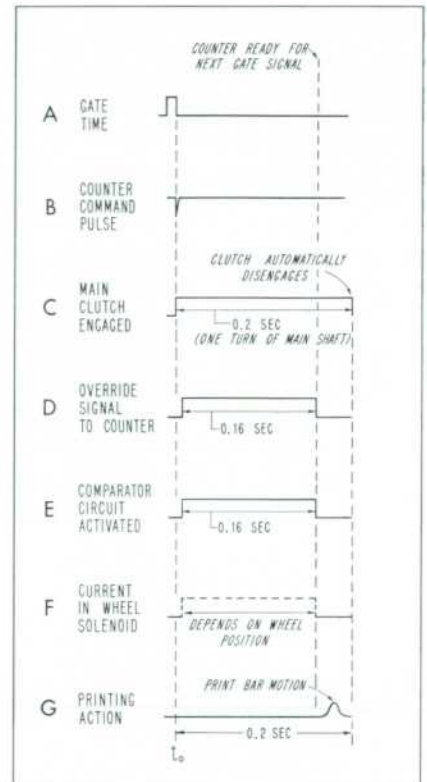 COUNTER READY FOR
NEXT GATE SIGNAL
A GATE
TIME
B COUNTER
COMMAND
PULSE
CLUTCH AUTOMATICALLY
DISENGAGES
C MAIN
CLUTCH
ENGAGED
0.2 SEC
(ONE TURN OF MAIN SHAFT)
D OVERRIDE
SIGNAL
TO COUNTER
0.16 SEC
E COMPARATOR
CIRCUIT
ACTIVATED
0.16 SEC
F CURRENT
IN WHEEL
SOLENOID
DEPENDS ON WHEEL
POSITION
PRINT BAR MOTION
G PRINTING
ACTION
0.2 SEC
t₀